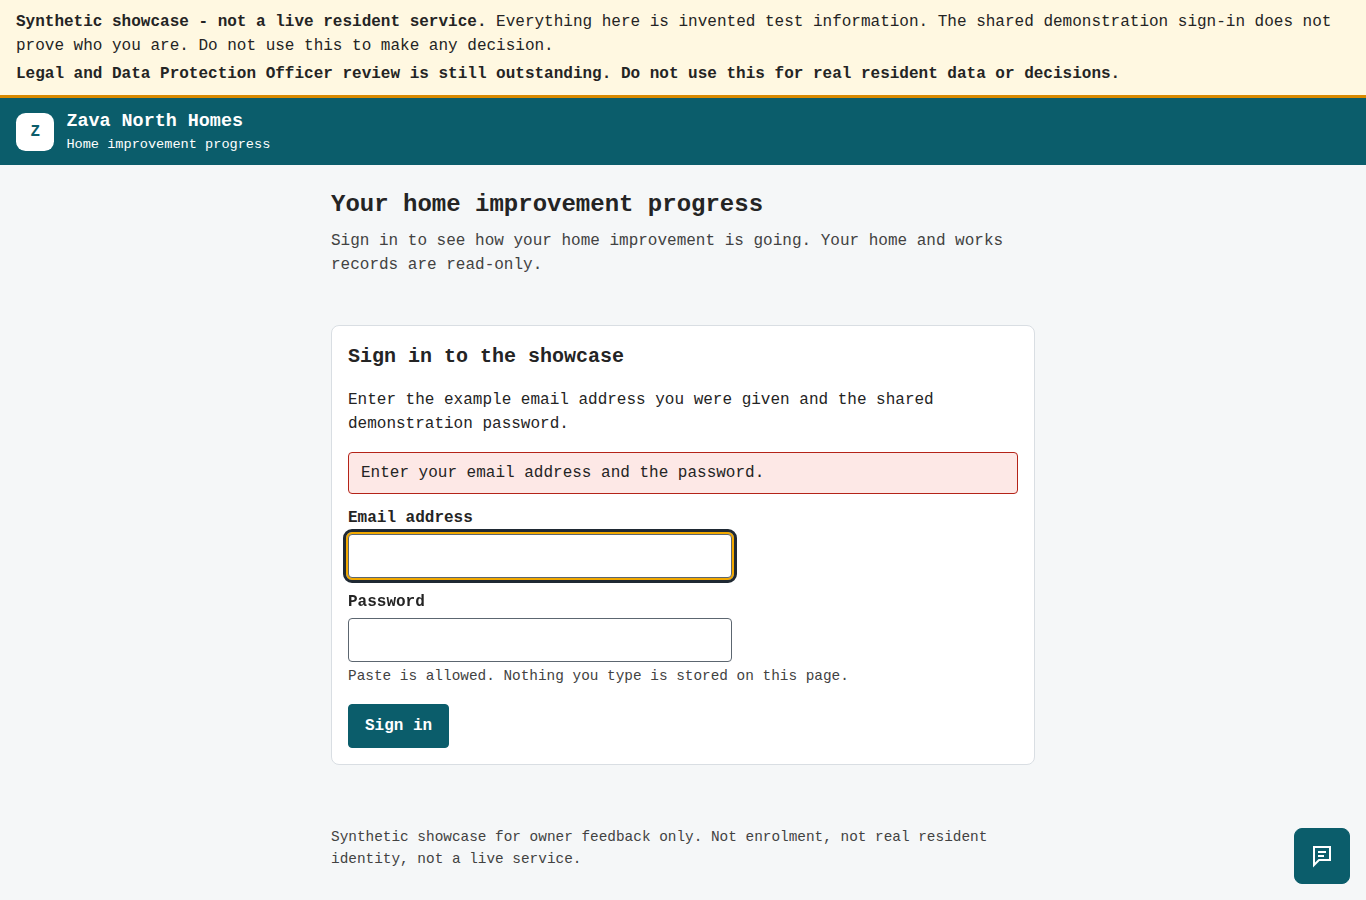 Synthetic showcase - not a live resident service. Everything here is invented test information. The shared demonstration sign-in does not
prove who you are. Do not use this to make any decision.
Legal and Data Protection Officer review is still outstanding. Do not use this for real resident data or decisions.
Z
Zava North Homes
Home improvement progress
Your home improvement progress
Sign in to see how your home improvement is going. Your home and works
records are read-only.
Sign in to the showcase
Enter the example email address you were given and the shared
demonstration password.
Enter your email address and the password.
Email address
Password
Paste is allowed. Nothing you type is stored on this page.
Sign in
Synthetic showcase for owner feedback only. Not enrolment, not real resident
identity, not a live service.